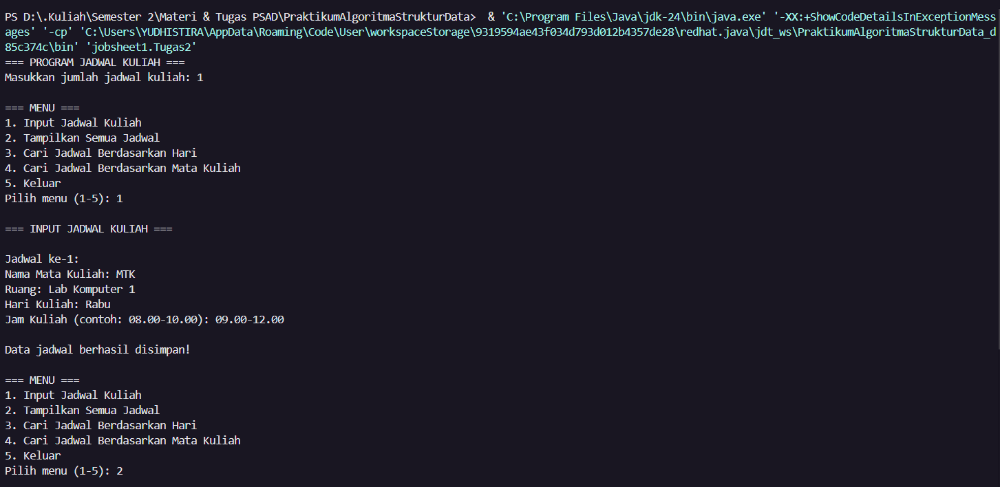 PS D:\.Kuliah\Semester 2\Materi & Tugas PSAD\PraktikumAlgoritmaStrukturData>  & 'C:\Program Files\Java\jdk-24\bin\java.exe' '-XX:+ShowCodeDetailsInExceptionMess
ages' '-cp' 'C:\Users\YUDHISTIRA\AppData\Roaming\Code\User\workspaceStorage\9319594ae43f034d793d012b4357de28\redhat.java\jdt_ws\PraktikumAlgoritmaStrukturData_d
85c374c\bin' 'jobsheet1.Tugas2'
=== PROGRAM JADWAL KULIAH ===
Masukkan jumlah jadwal kuliah: 1
=== MENU ===
1. Input Jadwal Kuliah
2. Tampilkan Semua Jadwal
3. Cari Jadwal Berdasarkan Hari
4. Cari Jadwal Berdasarkan Mata Kuliah
5. Keluar
Pilih menu (1-5): 1
=== INPUT JADWAL KULIAH ===
Jadwal ke-1:
Nama Mata Kuliah: MTK
Ruang: Lab Komputer 1
Hari Kuliah: Rabu
Jam Kuliah (contoh: 08.00-10.00): 09.00-12.00
Data jadwal berhasil disimpan!
=== MENU ===
1. Input Jadwal Kuliah
2. Tampilkan Semua Jadwal
3. Cari Jadwal Berdasarkan Hari
4. Cari Jadwal Berdasarkan Mata Kuliah
5. Keluar
Pilih menu (1-5): 2